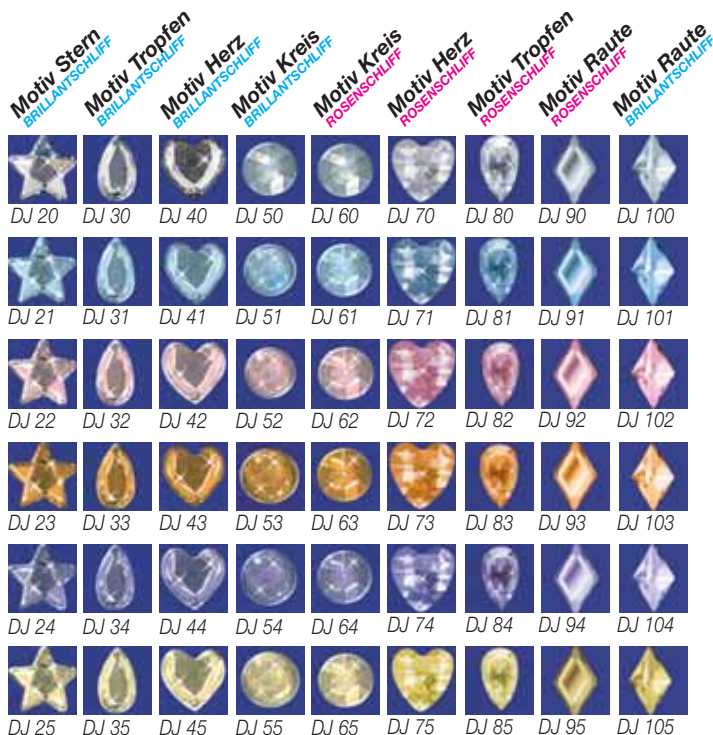 Motiv Stern
BRILLANTSCHLIFF
Motiv Tropfen
BRILLANTSCHLIFF
Motiv Herz
BRILLANTSCHLIFF
Motiv Kreis
BRILLANTSCHLIFF
Motiv Kreis
ROSENSCHLIFF
Motiv Herz
ROSENSCHLIFF
Motiv Tropfen
ROSENSCHLIFF
Motiv Raute
ROSENSCHLIFF
Motiv Raute
BRILLANTSCHLIFF
DJ 20 DJ 30 DJ 40 DJ 50 DJ 60 DJ 70 DJ 80 DJ 90 DJ 100
DJ 21 DJ 31 DJ 41 DJ 51 DJ 61 DJ 71 DJ 81 DJ 91 DJ 101
DJ 22 DJ 32 DJ 42 DJ 52 DJ 62 DJ 72 DJ 82 DJ 92 DJ 102
DJ 23 DJ 33 DJ 43 DJ 53 DJ 63 DJ 73 DJ 83 DJ 93 DJ 103
DJ 24 DJ 34 DJ 44 DJ 54 DJ 64 DJ 74 DJ 84 DJ 94 DJ 104
DJ 25 DJ 35 DJ 45 DJ 55 DJ 65 DJ 75 DJ 85 DJ 95 DJ 105